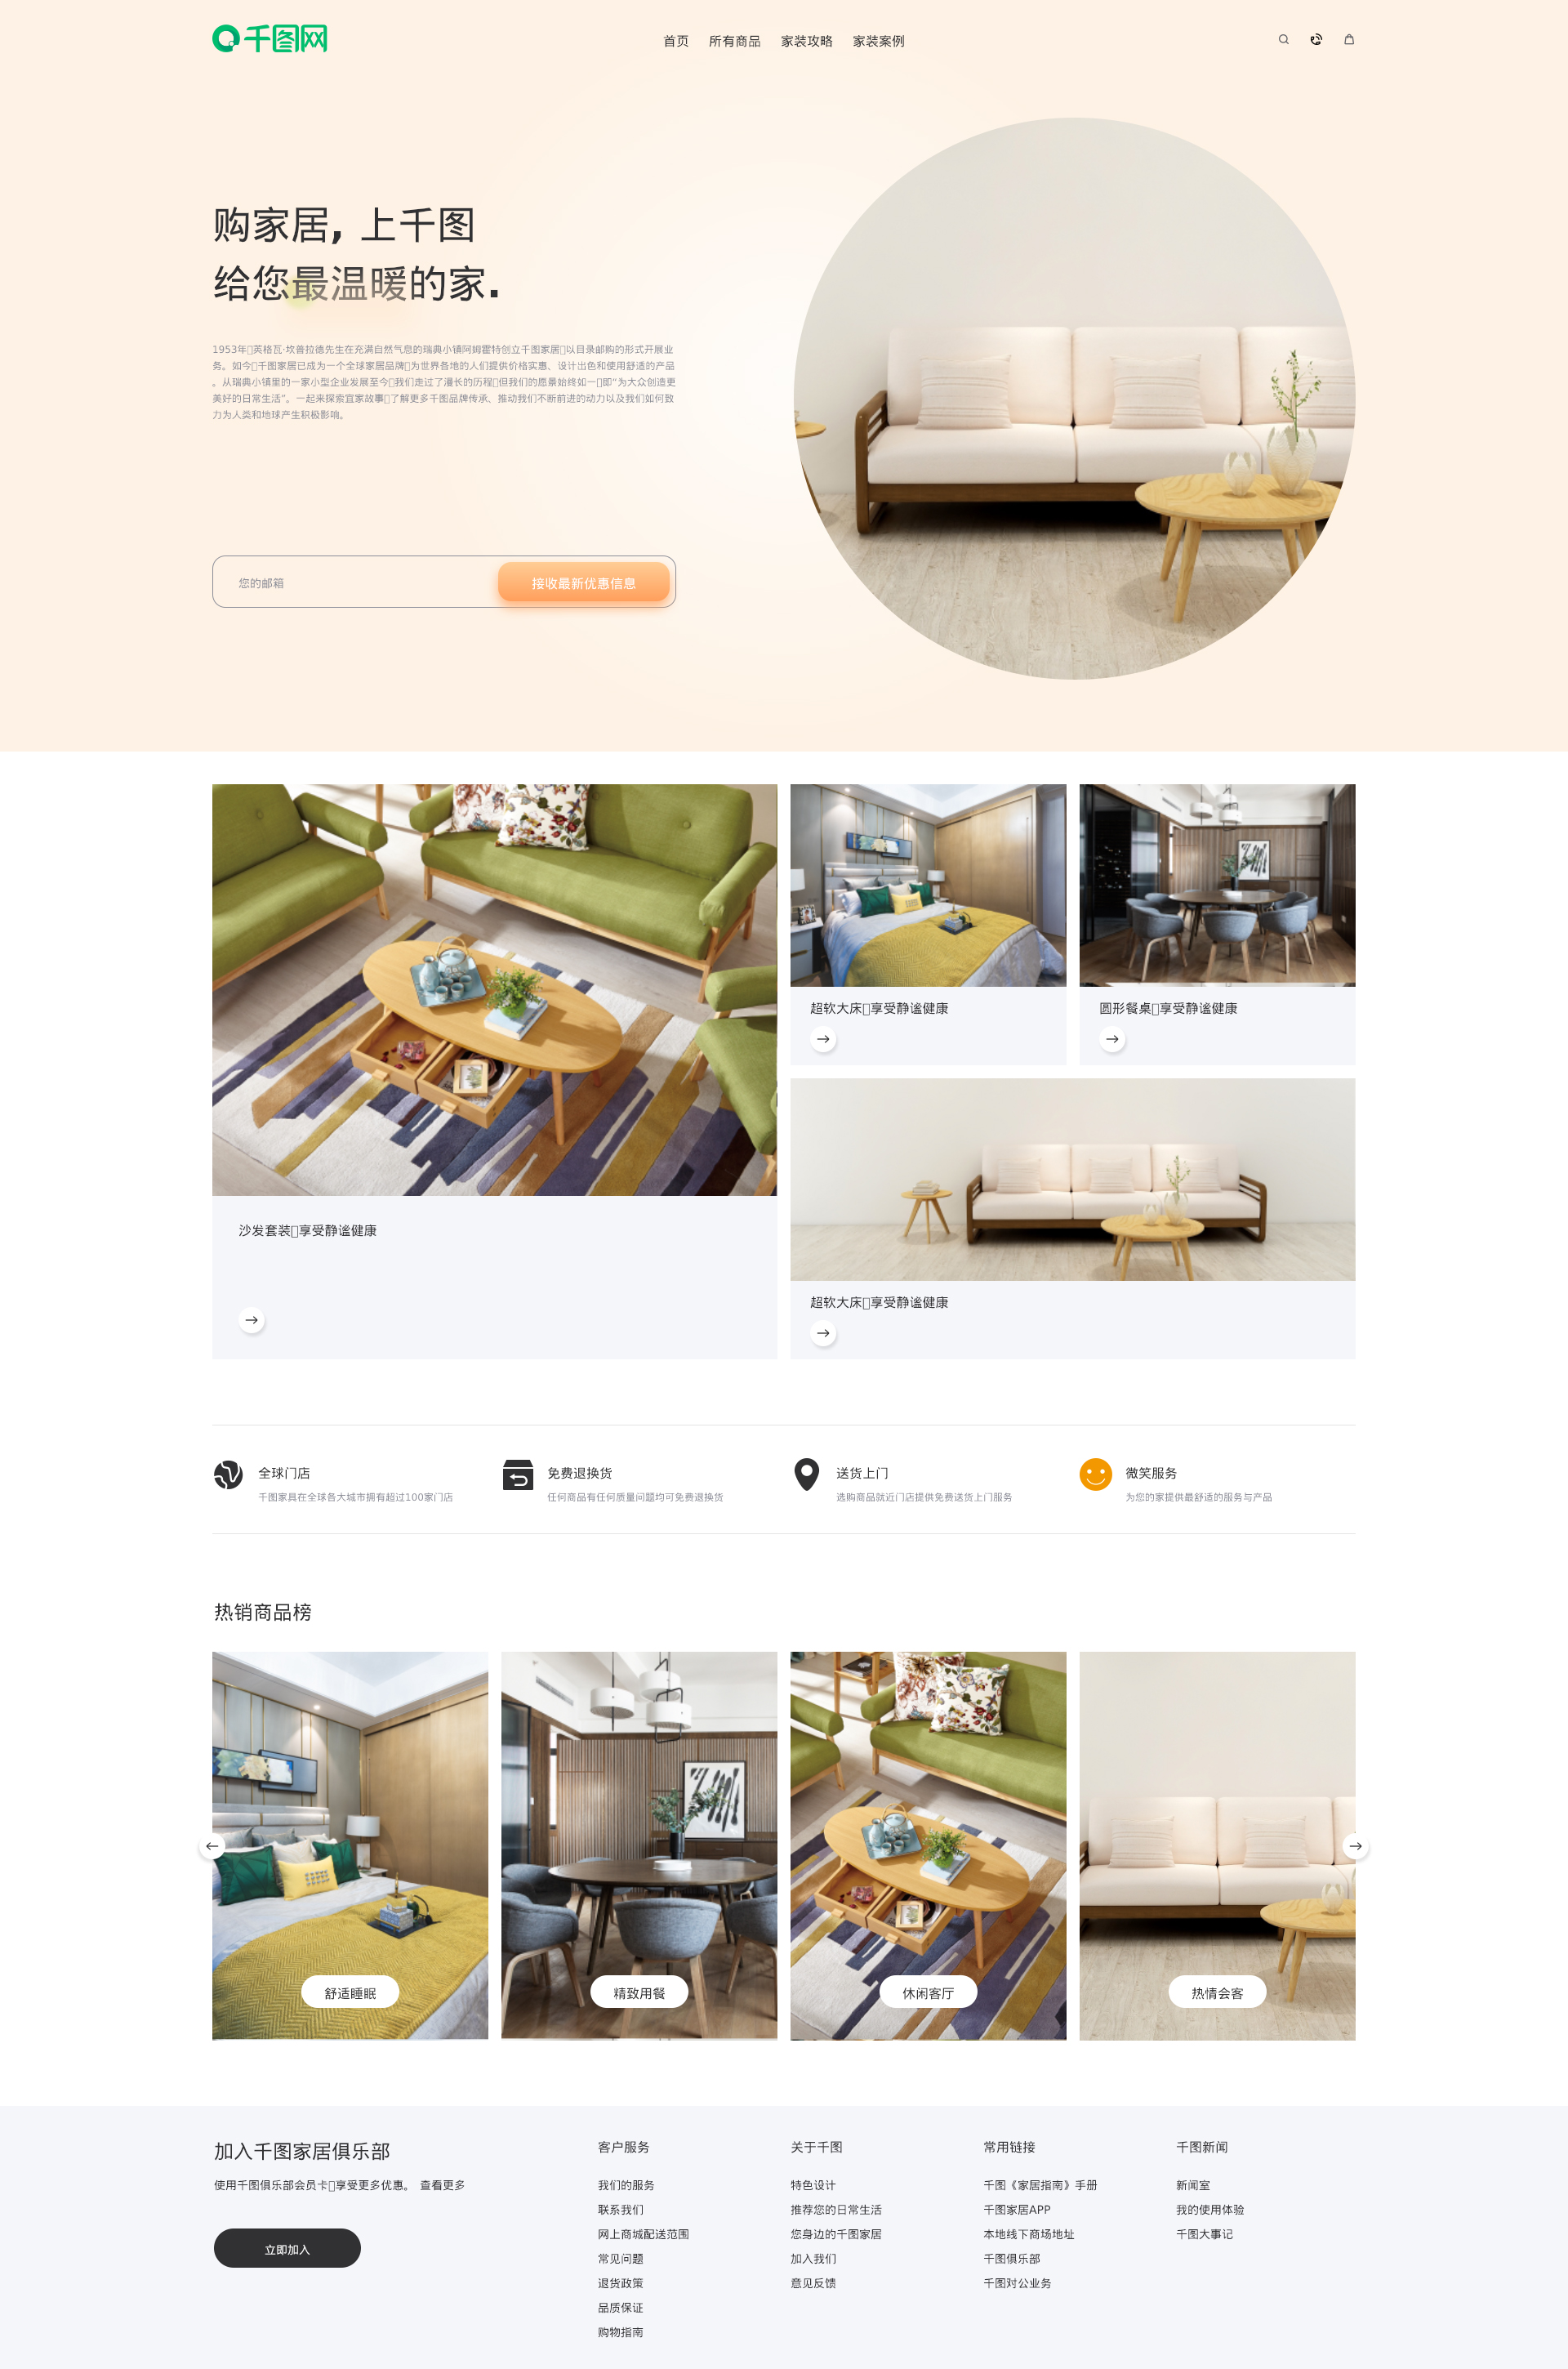 千图网
首页 所有商品 家装攻略 家装案例
购家居，上千图
给您最温暖的家.
1953年▯英格瓦·坎普拉德先生在充满自然气息的瑞典小镇阿姆霍特创立千图家居▯以目录邮购的形式开展业
务。如今▯千图家居已成为一个全球家居品牌▯为世界各地的人们提供价格实惠、设计出色和使用舒适的产品
。从瑞典小镇里的一家小型企业发展至今▯我们走过了漫长的历程▯但我们的愿景始终如一▯即“为大众创造更
美好的日常生活”。一起来探索宜家故事▯了解更多千图品牌传承、推动我们不断前进的动力以及我们如何致
力为人类和地球产生积极影响。
您的邮箱
接收最新优惠信息
超软大床▯享受静谧健康
圆形餐桌▯享受静谧健康
沙发套装▯享受静谧健康
超软大床▯享受静谧健康
全球门店
千图家具在全球各大城市拥有超过100家门店
免费退换货
任何商品有任何质量问题均可免费退换货
送货上门
选购商品就近门店提供免费送货上门服务
微笑服务
为您的家提供最舒适的服务与产品
热销商品榜
舒适睡眠
精致用餐
休闲客厅
热情会客
加入千图家居俱乐部
使用千图俱乐部会员卡▯享受更多优惠。 查看更多
立即加入
客户服务
我们的服务
联系我们
网上商城配送范围
常见问题
退货政策
品质保证
购物指南
关于千图
特色设计
推荐您的日常生活
您身边的千图家居
加入我们
意见反馈
常用链接
千图《家居指南》手册
千图家居APP
本地线下商场地址
千图俱乐部
千图对公业务
千图新闻
新闻室
我的使用体验
千图大事记